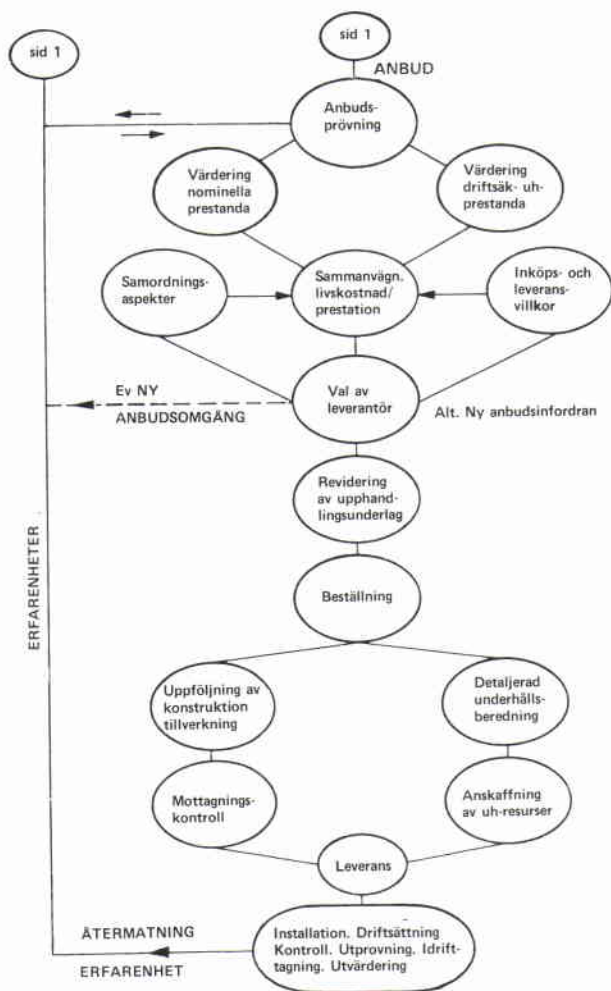 sid 1
sid 1
ANBUD
Anbuds-
prövning
Värdering
nominella
prestanda
Värdering
driftsäk- uh-
prestanda
Samordnings-
aspekter
Sammanvägn.
livskostnad/
prestation
Inköps- och
leverans-
villkor
Ev NY
ANBUDSOMGÅNG
Val av
leverantör
Alt. Ny anbudsinfordran
Revidering
av upphand-
lingsunderlag
ERFARENHETER
Beställning
Uppföljning av
konstruktion
tillverkning
Detaljerad
underhålls-
beredning
Mottagnings-
kontroll
Anskaffning
av uh-resurser
Leverans
ÅTERMATNING
ERFARENHET
Installation. Driftsättning
Kontroll. Utprovning. Idrift-
tagning. Utvärdering